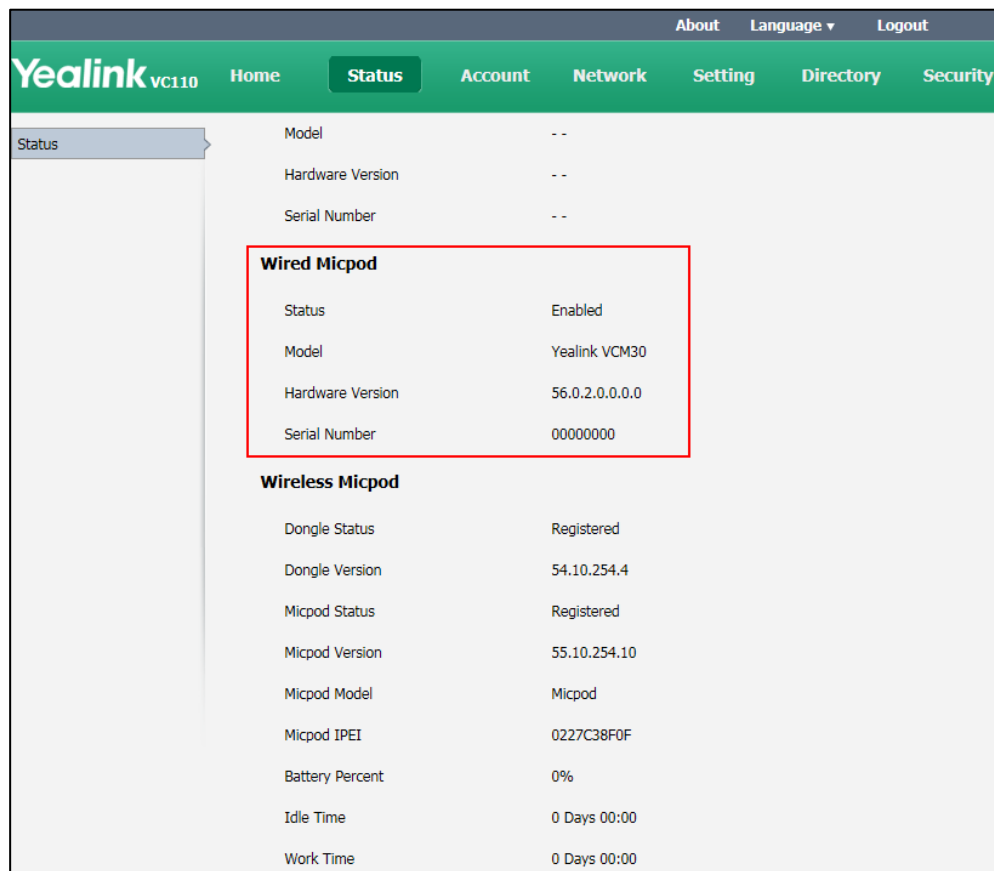 About Language ▾ Logout
Yealink VC110 Home Status Account Network Setting Directory Security
Status
Model - -
Hardware Version - -
Serial Number - -
Wired Micpod
Status Enabled
Model Yealink VCM30
Hardware Version 56.0.2.0.0.0.0
Serial Number 00000000
Wireless Micpod
Dongle Status Registered
Dongle Version 54.10.254.4
Micpod Status Registered
Micpod Version 55.10.254.10
Micpod Model Micpod
Micpod IPEI 0227C38F0F
Battery Percent 0%
Idle Time 0 Days 00:00
Work Time 0 Days 00:00